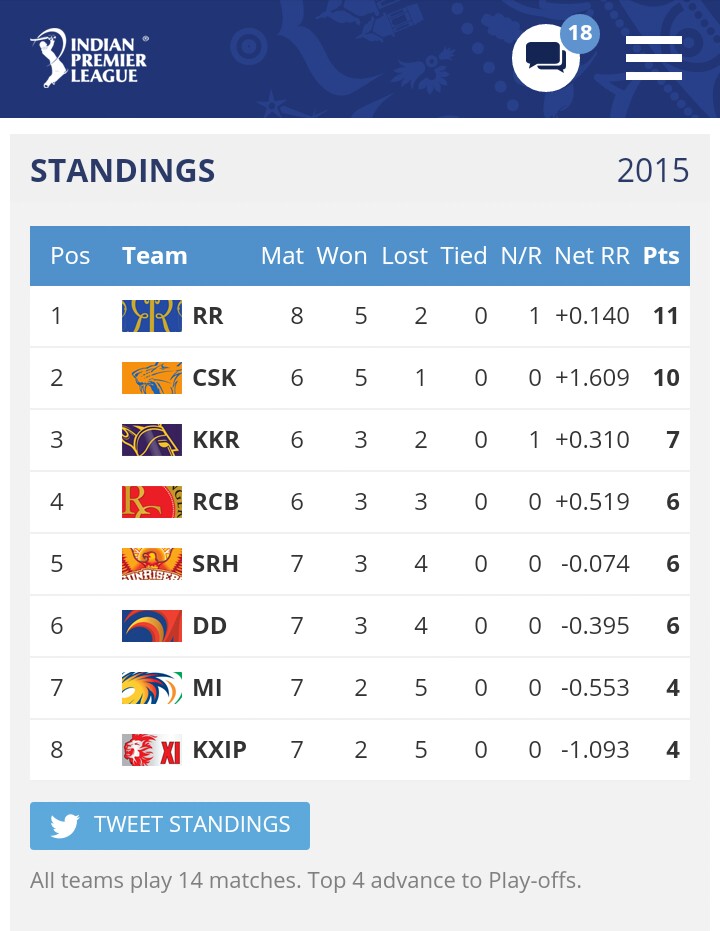 INDIAN
PREMIER
LEAGUE
18
STANDINGS 2015
Pos Team Mat Won Lost Tied N/R Net RR Pts
1 RR 8 5 2 0 1 +0.140 11
2 CSK 6 5 1 0 0 +1.609 10
3 KKR 6 3 2 0 1 +0.310 7
4 RCB 6 3 3 0 0 +0.519 6
5 SRH 7 3 4 0 0 -0.074 6
6 DD 7 3 4 0 0 -0.395 6
7 MI 7 2 5 0 0 -0.553 4
8 XI KXIP 7 2 5 0 0 -1.093 4
TWEET STANDINGS
All teams play 14 matches. Top 4 advance to Play-offs.